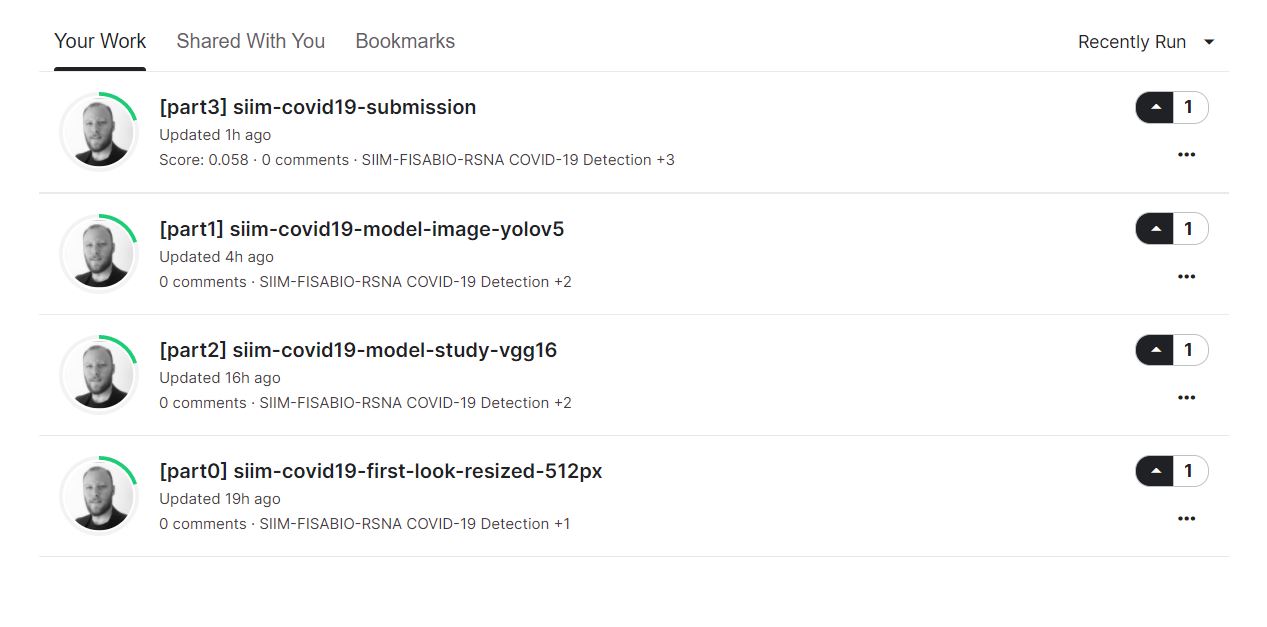 Your Work Shared With You Bookmarks Recently Run
[part3] siim-covid19-submission 1
Updated 1h ago
Score: 0.058 · 0 comments · SIIM-FISABIO-RSNA COVID-19 Detection +3
[part1] siim-covid19-model-image-yolov5 1
Updated 4h ago
0 comments · SIIM-FISABIO-RSNA COVID-19 Detection +2
[part2] siim-covid19-model-study-vgg16 1
Updated 16h ago
0 comments · SIIM-FISABIO-RSNA COVID-19 Detection +2
[part0] siim-covid19-first-look-resized-512px 1
Updated 19h ago
0 comments · SIIM-FISABIO-RSNA COVID-19 Detection +1